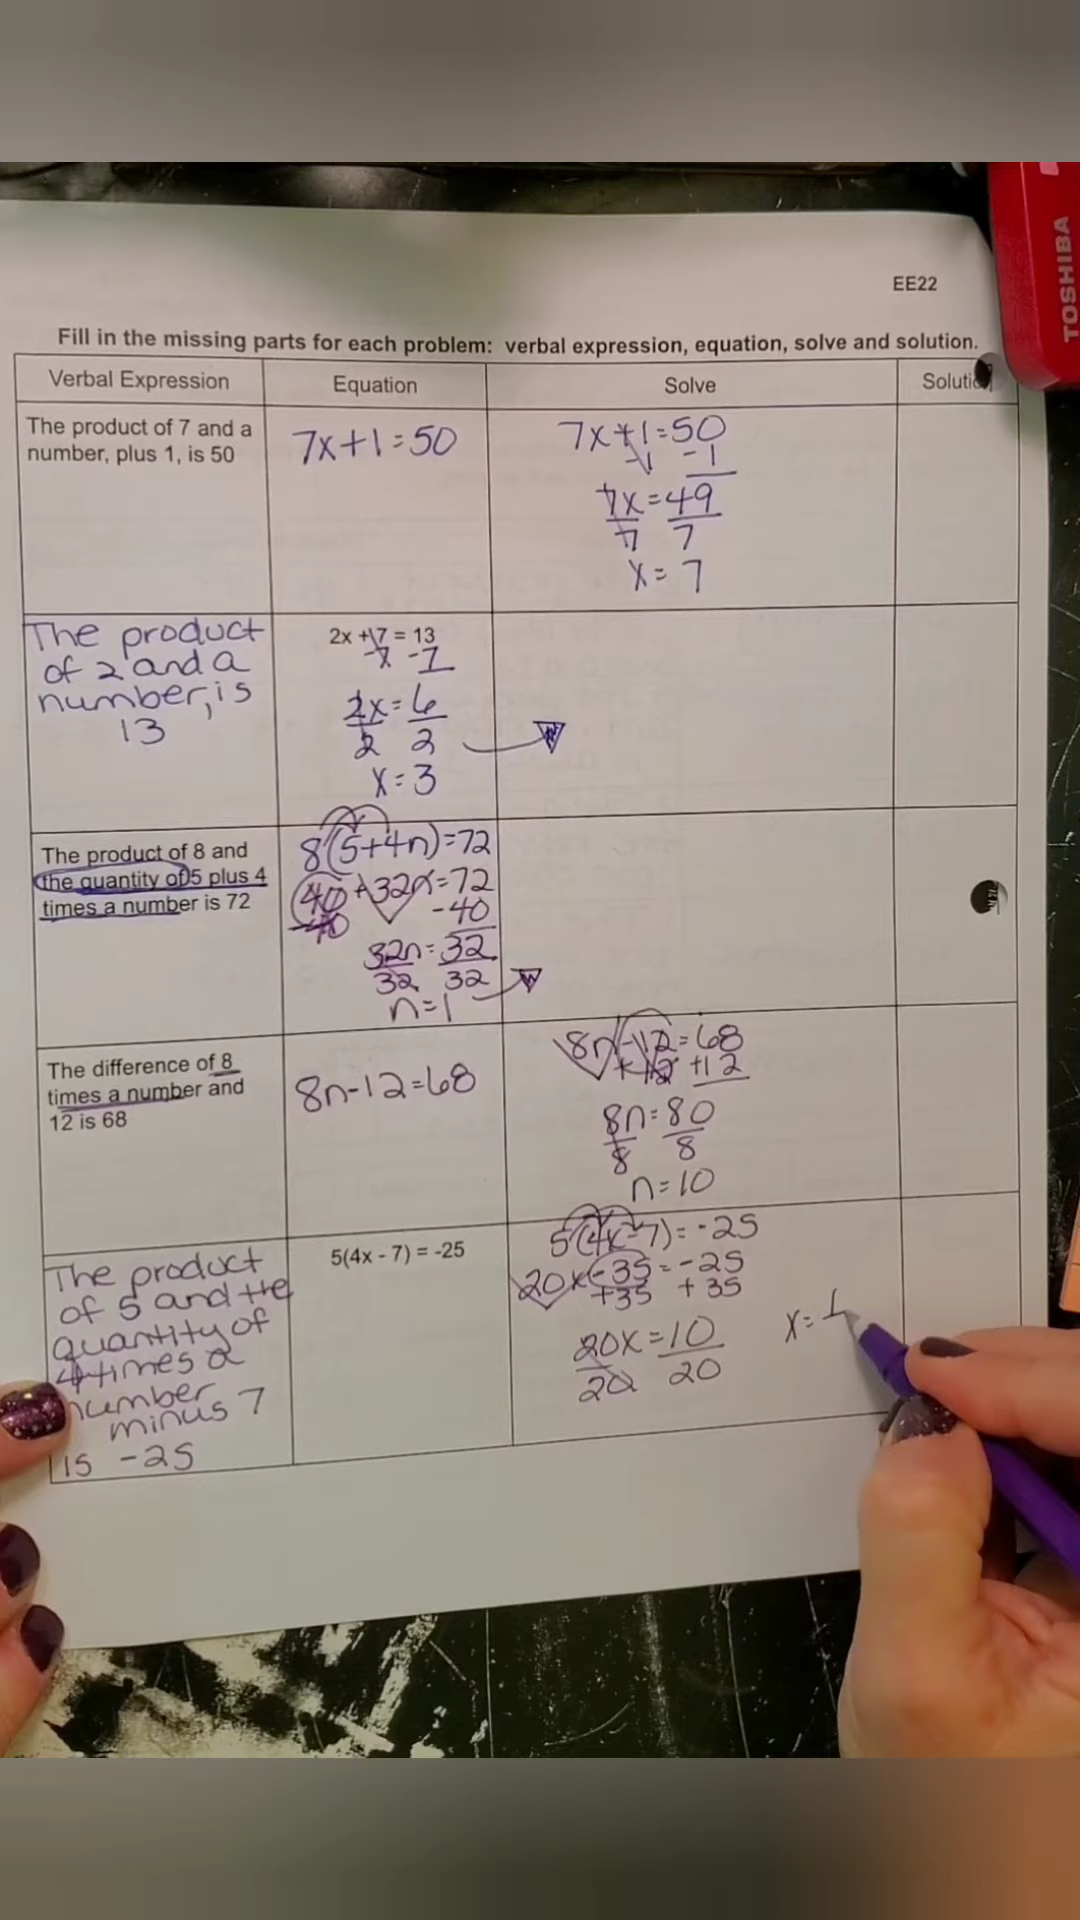 TOSHIBA
EE22
Fill in the missing parts for each problem: verbal expression, equation, solve and solution.
Verbal Expression
Equation
Solve
The product of 7 and a
number, plus 1, is 50
7x+1=50
7x+1=50
-1 -1
7x=49
7 7
x=7
The product
of 2 and a
number, is
13
2x + 7 = 13
-7 -7
2x=6
2 2
x=3
The product of 8 and
the quantity of 5 plus 4
times a number is 72
8(5+4n)=72
40+32n=72
-40 -40
32n=32
32 32
n=1
The difference of 8
times a number and
12 is 68
8n-12=68
8n-12=68
+12 +12
8n=80
8 8
n=10
The product
of 5 and the
quantity of
4 times a
number
minus 7
is -25
5(4x - 7) = -25
5(4x-7)=-25
20x-35=-25
+35 +35
20x=10
20 20
x=1